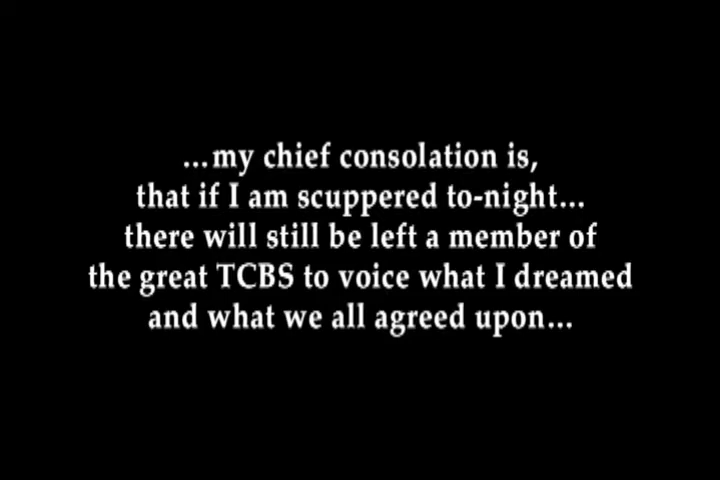 ...my chief consolation is,
that if I am scuppered to-night...
there will still be left a member of
the great TCBS to voice what I dreamed
and what we all agreed upon...